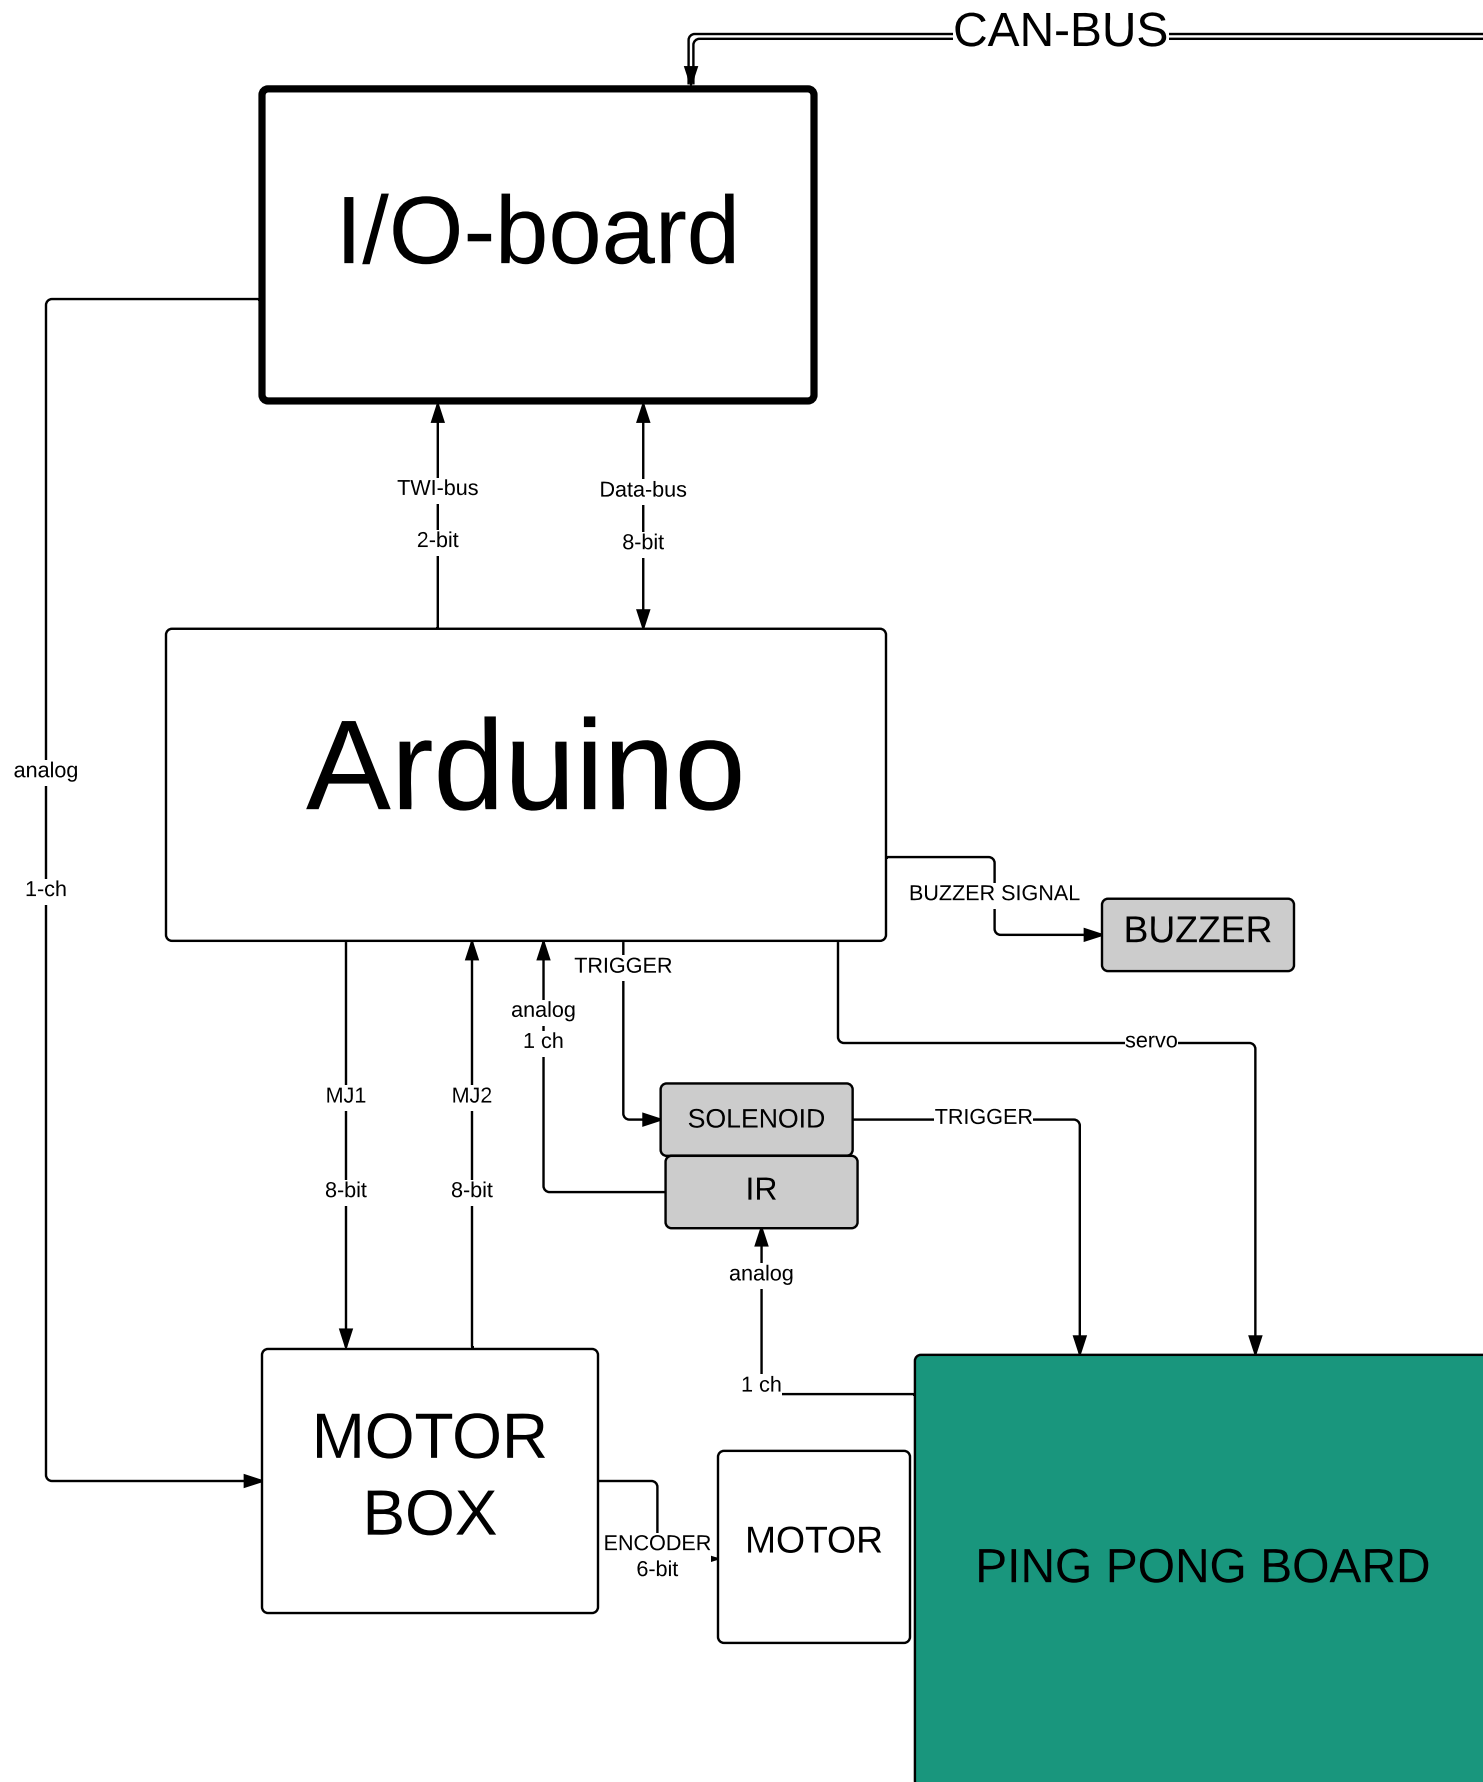 CAN-BUS
I/O-board
TWI-bus
Data-bus
2-bit
8-bit
analog
Arduino
1-ch
BUZZER SIGNAL
BUZZER
TRIGGER
analog
1 ch
servo
MJ1
MJ2
SOLENOID
TRIGGER
8-bit
8-bit
IR
analog
1 ch
MOTOR
BOX
ENCODER
6-bit
MOTOR
PING PONG BOARD